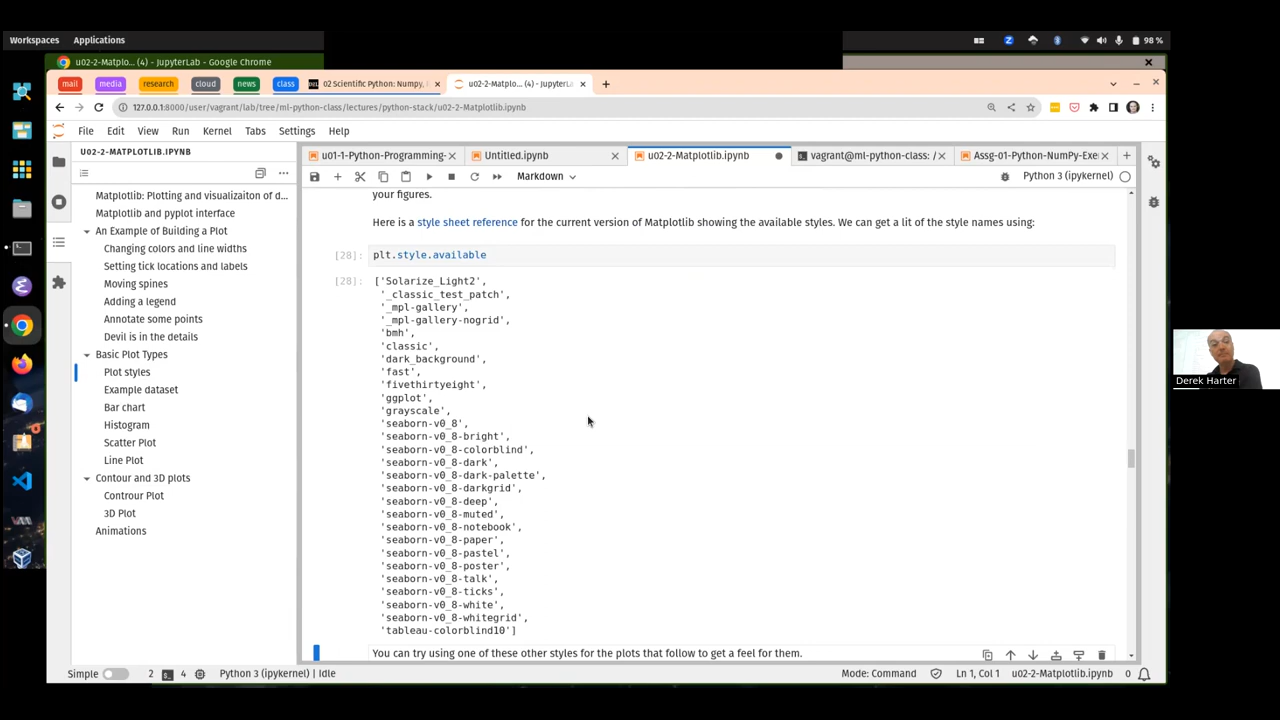 Workspaces Applications 98 %
u02-2-Matplo... (4) - JupyterLab - Google Chrome
mail media research cloud news class 02 Scientific Python: Numpy, u02-2-Matplo... (4) - JupyterLa
127.0.0.1:8000/user/vagrant/lab/tree/ml-python-class/lectures/python-stack/u02-2-Matplotlib.ipynb
File Edit View Run Kernel Tabs Settings Help
U02-2-MATPLOTLIB.IPYNB
u01-1-Python-Programming- Untitled.ipynb u02-2-Matplotlib.ipynb vagrant@ml-python-class: / Assg-01-Python-NumPy-Exe
Markdown Python 3 (ipykernel)
Matplotlib: Plotting and visualizaiton of d...
Matplotlib and pyplot interface
An Example of Building a Plot
Changing colors and line widths
Setting tick locations and labels
Moving spines
Adding a legend
Annotate some points
Devil is in the details
Basic Plot Types
Plot styles
Example dataset
Bar chart
Histogram
Scatter Plot
Line Plot
Contour and 3D plots
Contour Plot
3D Plot
Animations
your figures.
Here is a style sheet reference for the current version of Matplotlib showing the available styles. We can get a lit of the style names using:
[28]: plt.style.available
[28]: ['Solarize_Light2',
'_classic_test_patch',
'_mpl-gallery',
'_mpl-gallery-nogrid',
'bmh',
'classic',
'dark_background',
'fast',
'fivethirtyeight',
'ggplot',
'grayscale',
'seaborn-v0_8',
'seaborn-v0_8-bright',
'seaborn-v0_8-colorblind',
'seaborn-v0_8-dark',
'seaborn-v0_8-dark-palette',
'seaborn-v0_8-darkgrid',
'seaborn-v0_8-deep',
'seaborn-v0_8-muted',
'seaborn-v0_8-notebook',
'seaborn-v0_8-paper',
'seaborn-v0_8-pastel',
'seaborn-v0_8-poster',
'seaborn-v0_8-talk',
'seaborn-v0_8-ticks',
'seaborn-v0_8-white',
'seaborn-v0_8-whitegrid',
'tableau-colorblind10']
You can try using one of these other styles for the plots that follow to get a feel for them.
Simple 2 4 Python 3 (ipykernel) | Idle Mode: Command Ln 1, Col 1 u02-2-Matplotlib.ipynb 0
Derek Harter